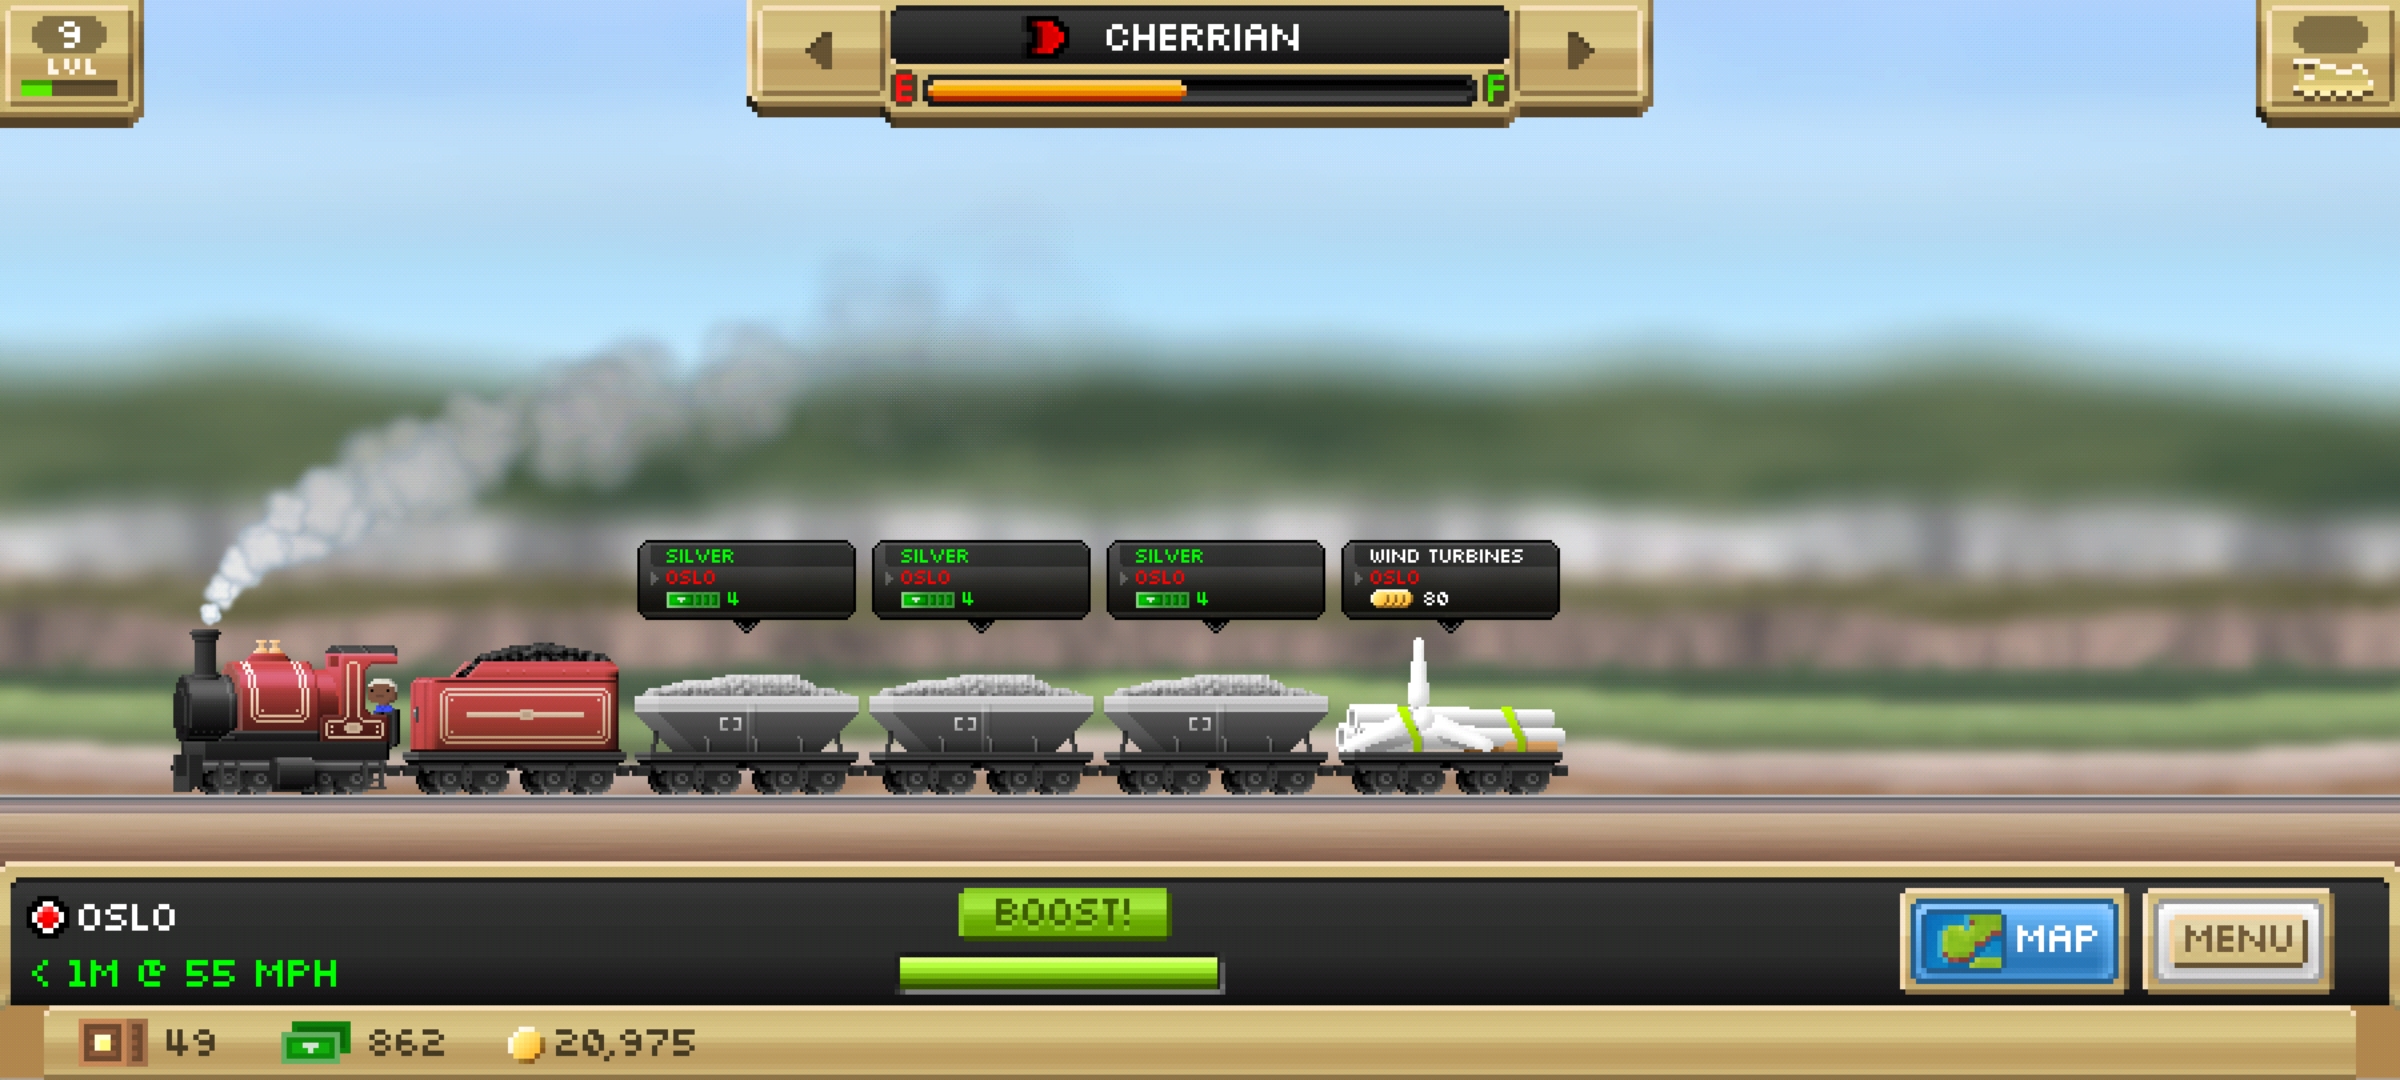 9
LVL
CHERRIAN
E F
SILVER
OSLO
4
SILVER
OSLO
4
SILVER
OSLO
4
WIND TURBINES
OSLO
80
OSLO
< 1M @ 55 MPH
BOOST!
MAP
MENU
49 862 20,975